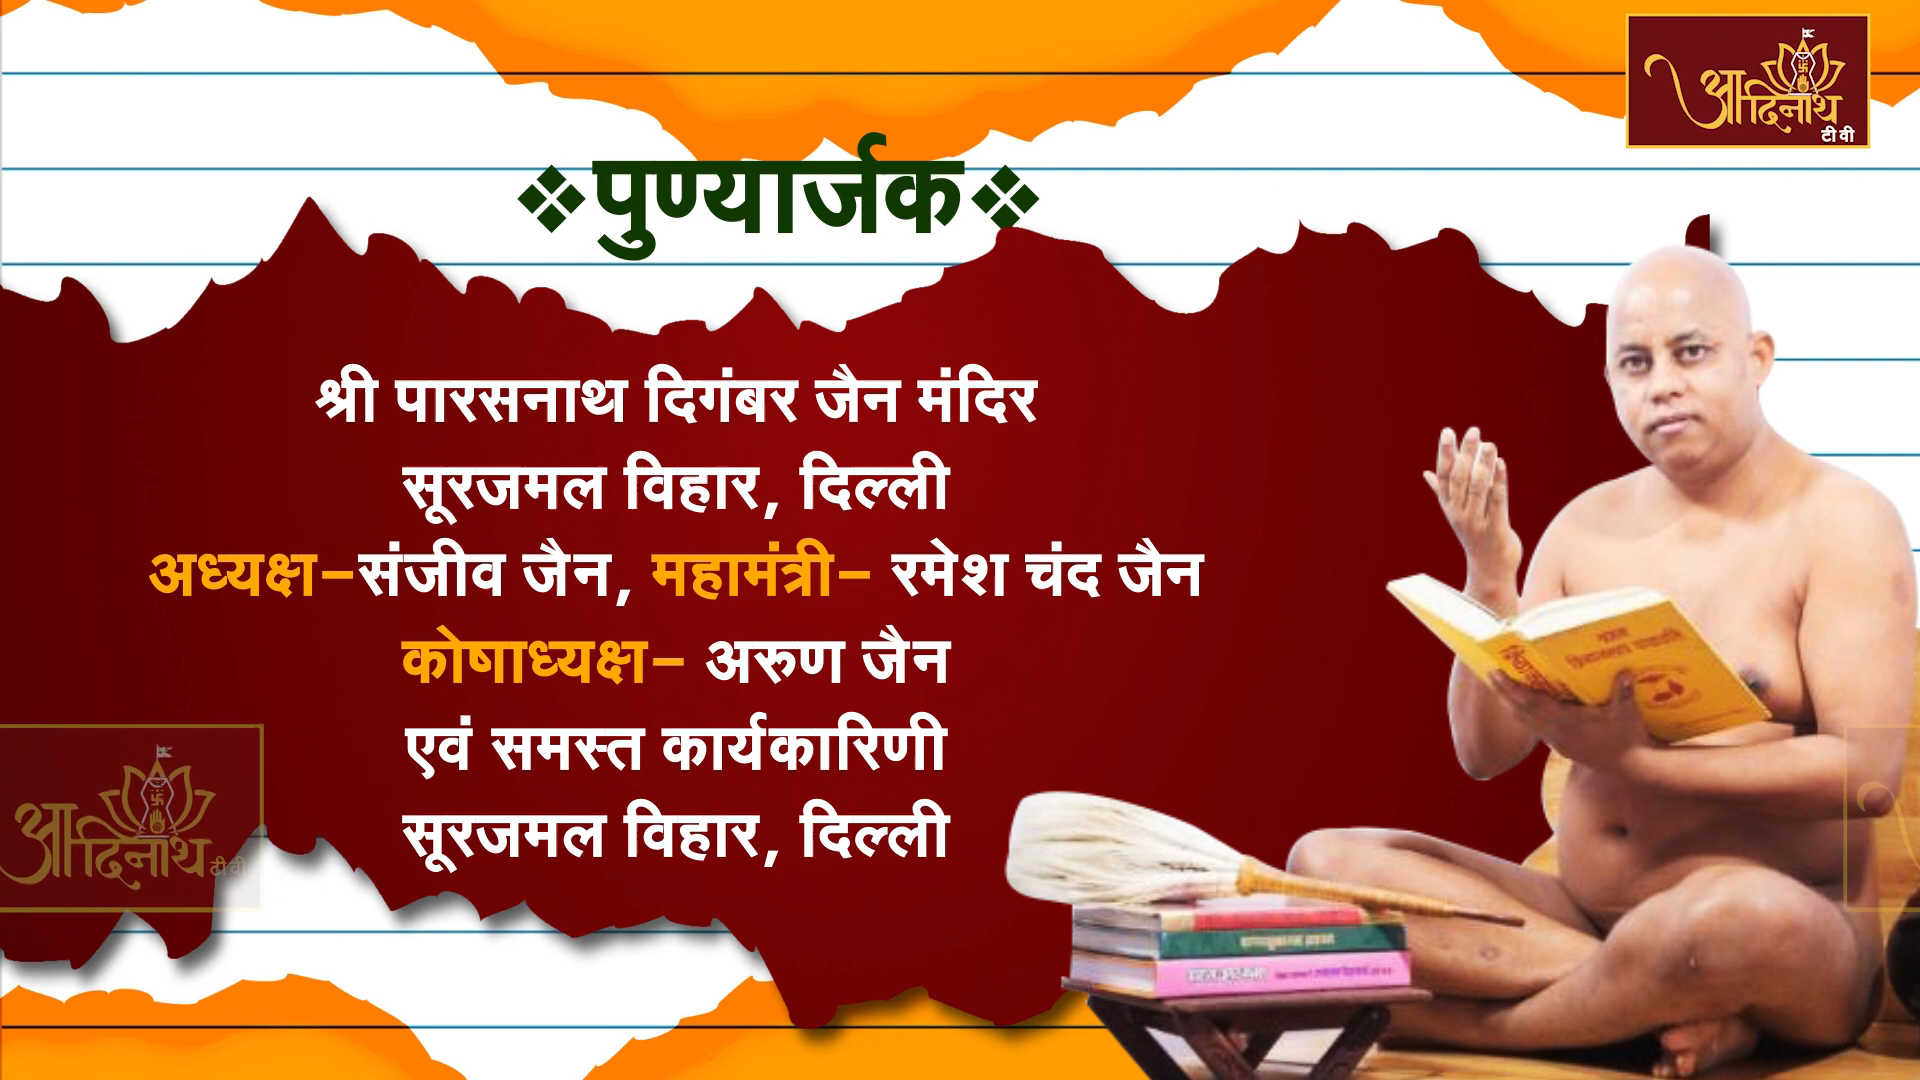 आदिनाथ
टीवी
❖पुण्यार्जक❖
श्री पारसनाथ दिगंबर जैन मंदिर
सूरजमल विहार, दिल्ली
अध्यक्ष-संजीव जैन, महामंत्री- रमेश चंद जैन
कोषाध्यक्ष- अरुण जैन
एवं समस्त कार्यकारिणी
सूरजमल विहार, दिल्ली
आदिनाथ टीवी